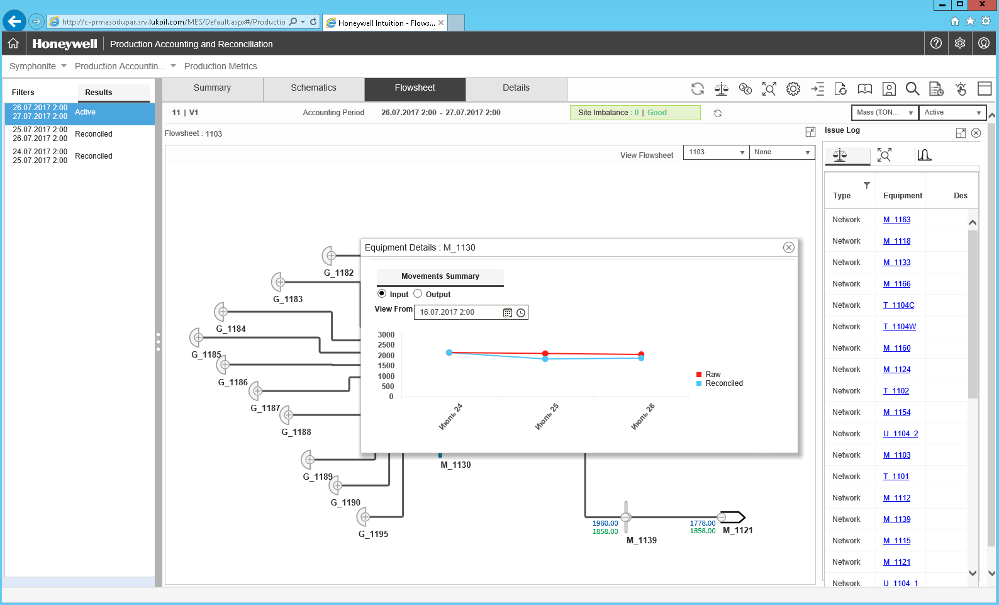 http://c-prmasodupar.srv.lukoil.com/MES/Default.aspx#/Productio
Honeywell Intuition - Flows...
Honeywell
Production Accounting and Reconciliation
Symphonite
Production Accountin...
Production Metrics
Filters
Results
Summary
Schematics
Flowsheet
Details
26.07.2017 2:00
27.07.2017 2:00
Active
25.07.2017 2:00
26.07.2017 2:00
Reconciled
24.07.2017 2:00
25.07.2017 2:00
Reconciled
11 | V1
Accounting Period
26.07.2017 2:00 - 27.07.2017 2:00
Site Imbalance : 0 | Good
Mass (TON...
Active
Flowsheet : 1103
View Flowsheet
1103
None
G_1182
G_1183
G_1184
G_1185
G_1186
G_1187
G_1188
G_1189
G_1190
G_1195
Equipment Details : M_1130
Movements Summary
Input
Output
View From
16.07.2017 2:00
3000
2500
2000
1500
1000
500
0
Июль 24
Июль 25
Июль 26
Raw
Reconciled
M_1130
1960.00
1858.00
M_1139
1778.00
1858.00
M_1121
Issue Log
Type
Equipment
Des
Network M_1163
Network M_1118
Network M_1133
Network M_1166
Network T_1104C
Network T_1104W
Network M_1160
Network M_1124
Network T_1102
Network M_1154
Network U_1104_2
Network M_1103
Network T_1101
Network M_1112
Network M_1139
Network M_1115
Network M_1121
Network U_1104_1